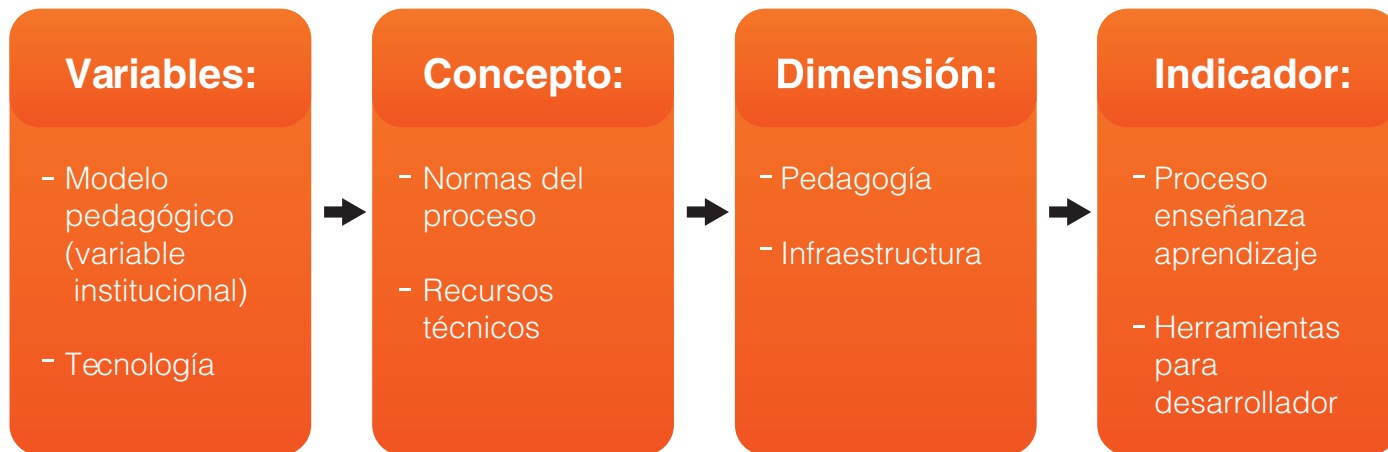 Variables:
- Modelo
pedagógico
(variable
institucional)
- Tecnología
Concepto:
- Normas del
proceso
- Recursos
técnicos
Dimensión:
- Pedagogía
- Infraestructura
Indicador:
- Proceso
enseñanza
aprendizaje
- Herramientas
para
desarrollador